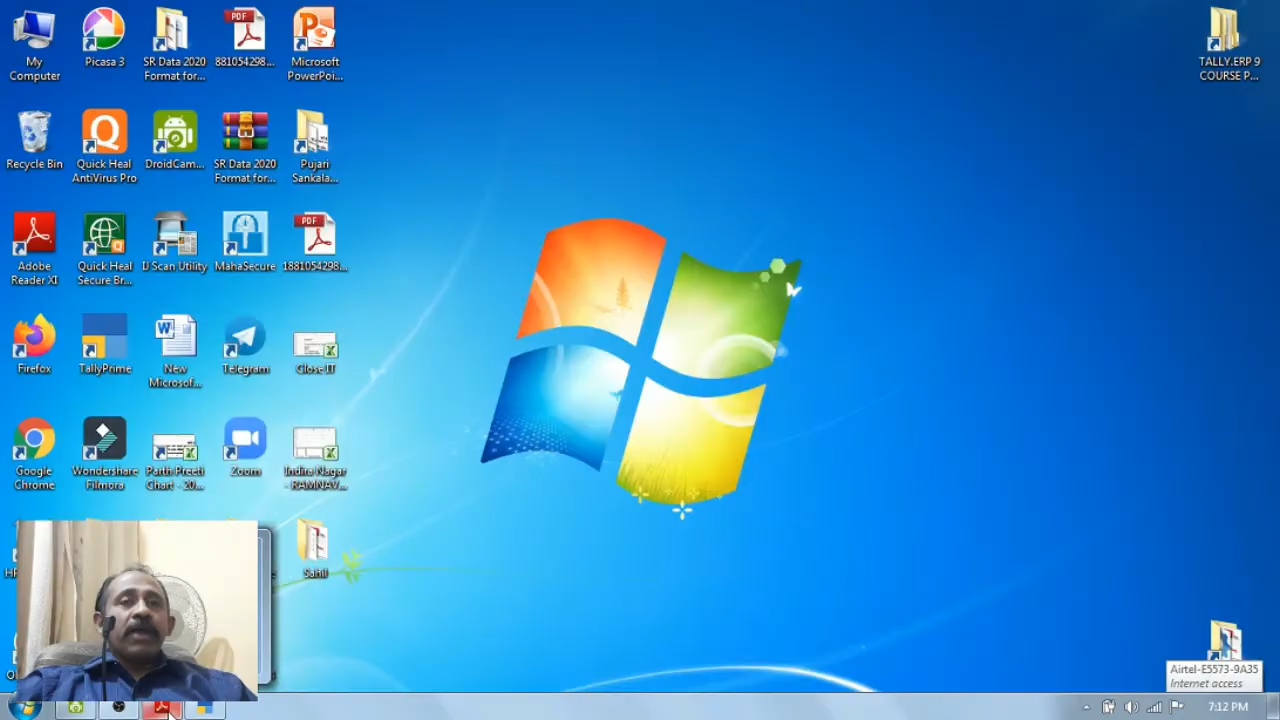 My
Computer
Picasa 3
SR Data 2020
Format for...
PDF
881054298...
Microsoft
PowerPoi...
TALLY.ERP 9
COURSE P...
Recycle Bin
Quick Heal
AntiVirus Pro
DroidCam...
SR Data 2020
Format for...
Pujari
Sankala...
Adobe
Reader XI
Quick Heal
Secure Br...
IJ Scan Utility
MahaSecure
PDF
1881054298...
Firefox
TallyPrime
New
Microsof...
Telegram
Close IT
Google
Chrome
Wondershare
Filmora
Parth Preeti
Chart - 20...
Zoom
Indira Nagar
- RAMNAV...
Sahil
Airtel-E5573-9A35
Internet access
7:12 PM